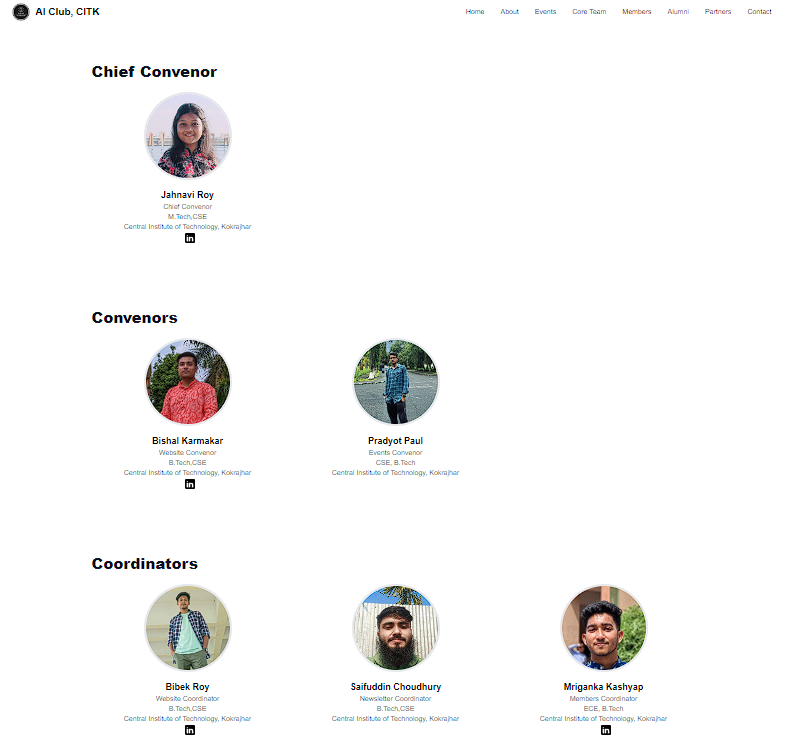 AI Club, CITK
Home About Events Core Team Members Alumni Partners Contact
Chief Convenor
Jahnavi Roy
Chief Convenor
M.Tech,CSE
Central Institute of Technology, Kokrajhar
in
Convenors
Bishal Karmakar
Website Convenor
B.Tech,CSE
Central Institute of Technology, Kokrajhar
in
Pradyot Paul
Events Convenor
CSE, B.Tech
Central Institute of Technology, Kokrajhar
Coordinators
Bibek Roy
Website Coordinator
B.Tech,CSE
Central Institute of Technology, Kokrajhar
in
Saifuddin Choudhury
Newsletter Coordinator
B.Tech,CSE
Central Institute of Technology, Kokrajhar
Mriganka Kashyap
Members Coordinator
ECE, B.Tech
Central Institute of Technology, Kokrajhar
in